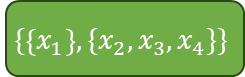 {{𝑥₁}, {𝑥₂, 𝑥₃, 𝑥₄}}